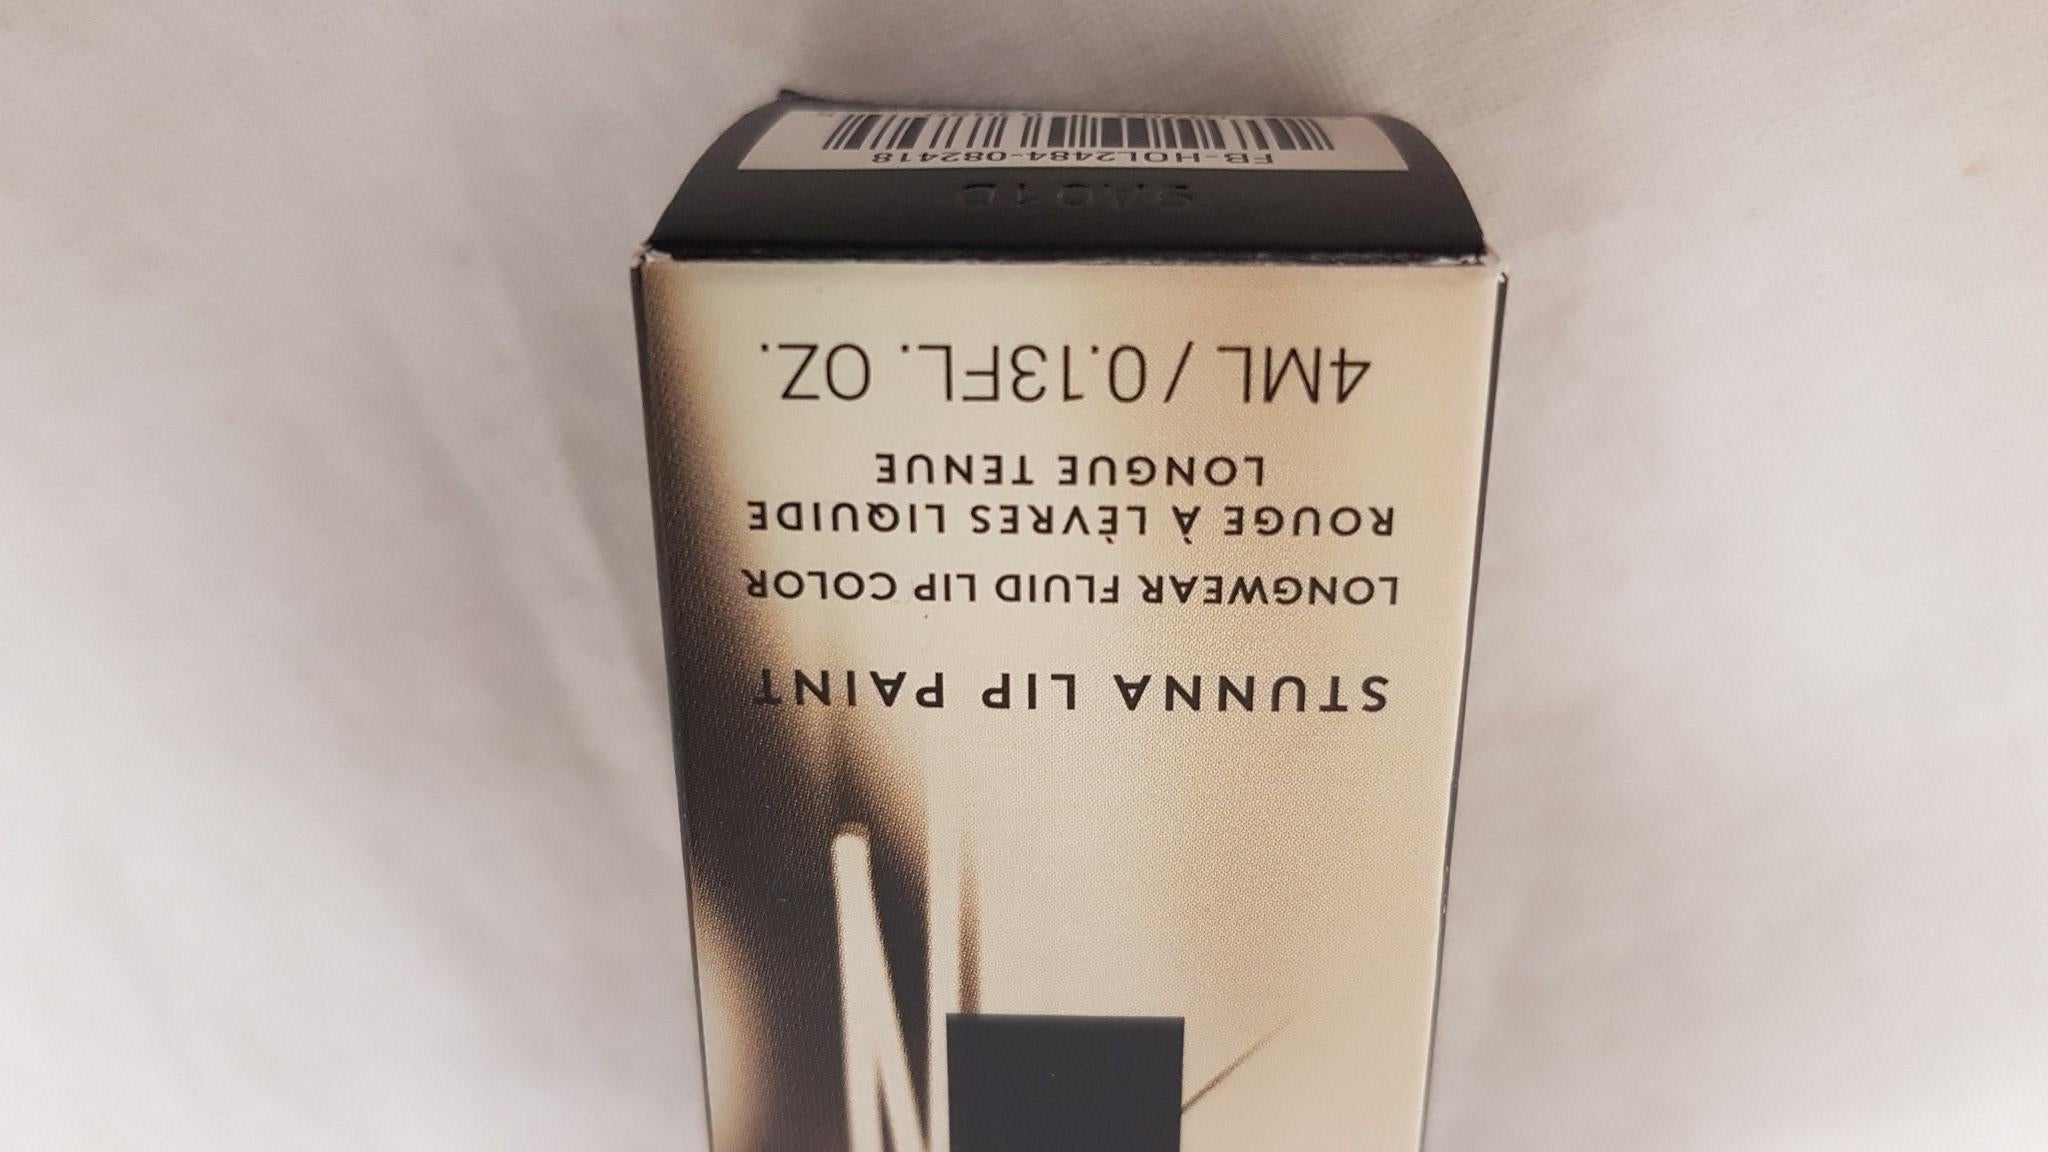 STUNNA LIP PAINT
LONGWEAR FLUID LIP COLOR
ROUGE À LÈVRES LIQUIDE
LONGUE TENUE
4ML / 0.13FL. OZ.
9A01D
FB-HOL2484-082418